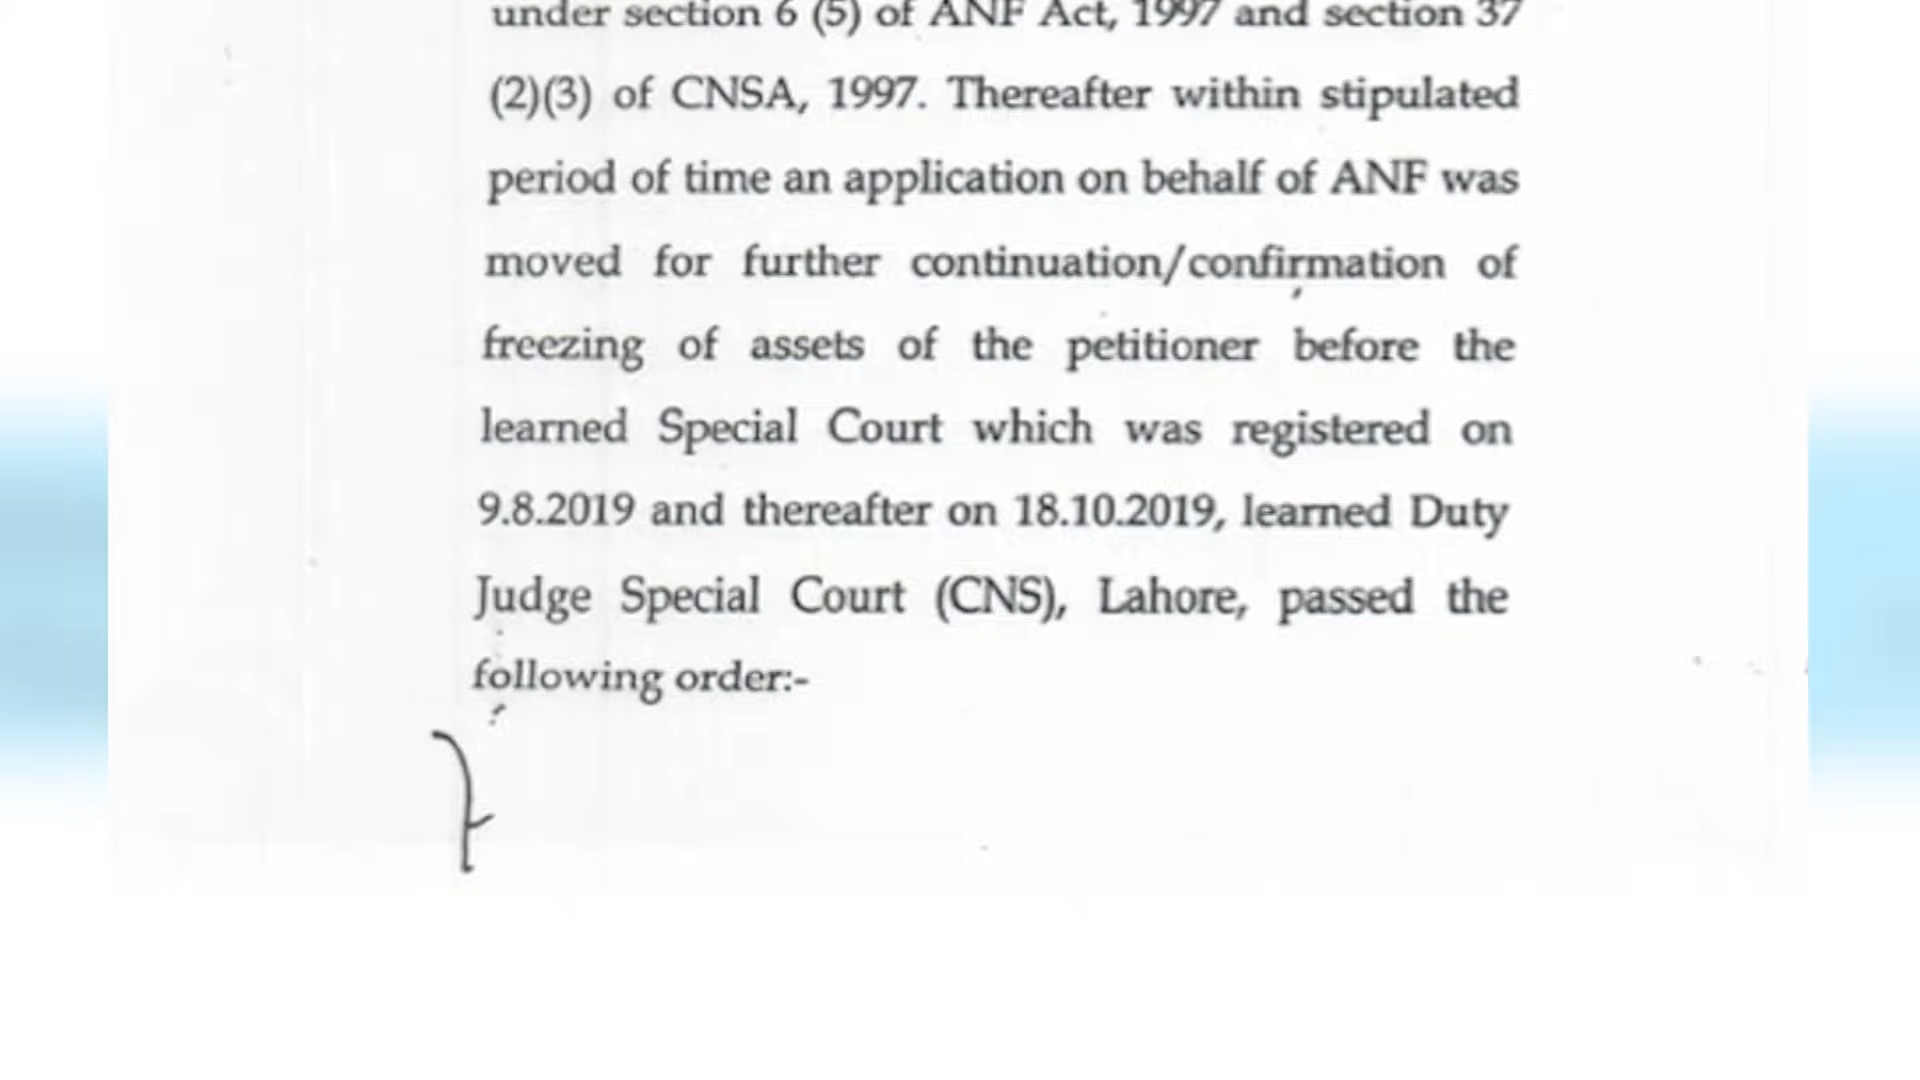 under section 6 (5) of ANF Act, 1997 and section 37
(2)(3) of CNSA, 1997. Thereafter within stipulated
period of time an application on behalf of ANF was
moved for further continuation/confirmation of
freezing of assets of the petitioner before the
learned Special Court which was registered on
9.8.2019 and thereafter on 18.10.2019, learned Duty
Judge Special Court (CNS), Lahore, passed the
following order:-